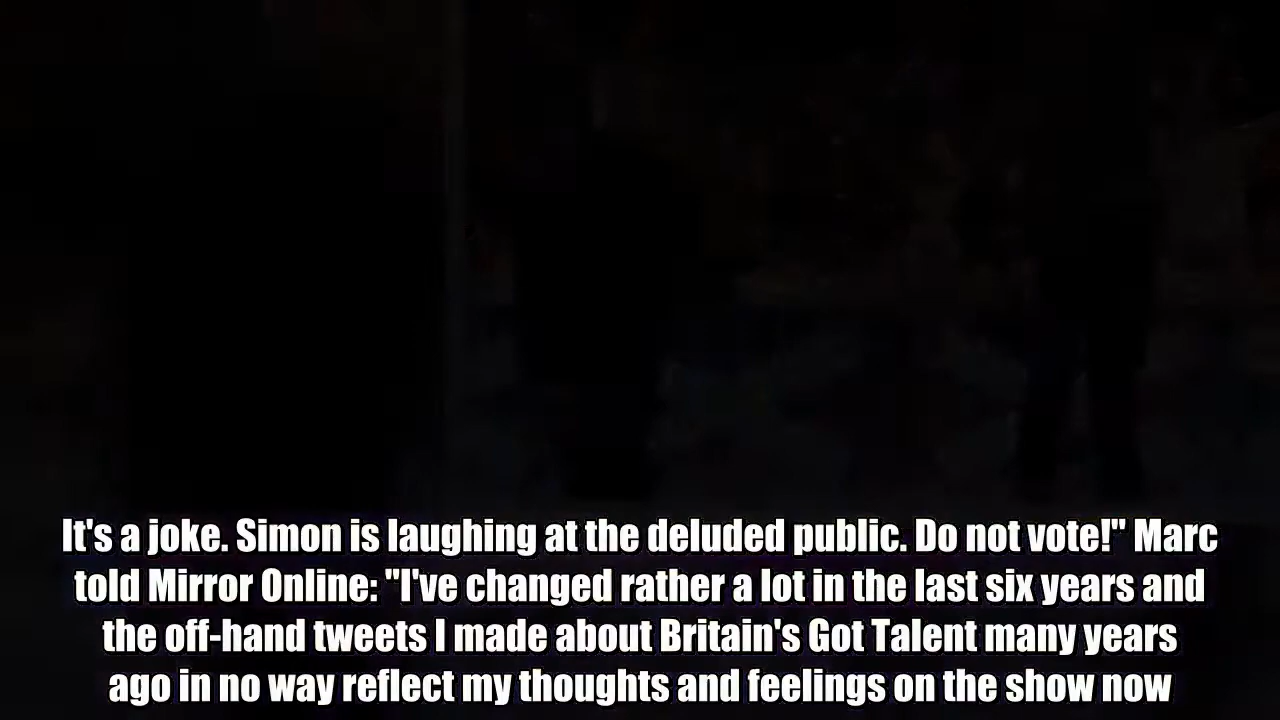 It's a joke. Simon is laughing at the deluded public. Do not vote!" Marc
told Mirror Online: "I've changed rather a lot in the last six years and
the off-hand tweets I made about Britain's Got Talent many years
ago in no way reflect my thoughts and feelings on the show now